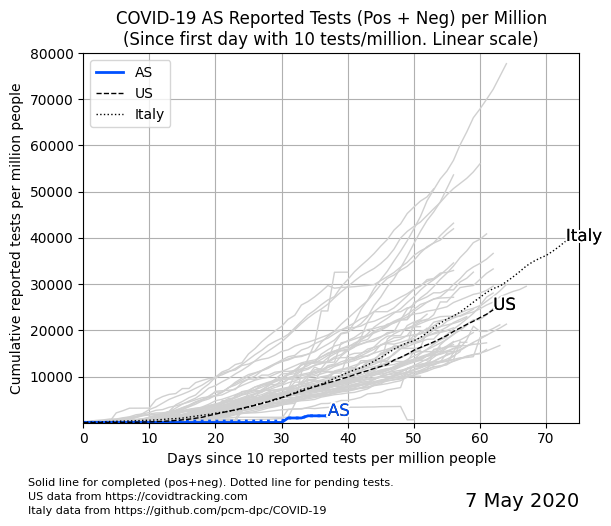 COVID-19 AS Reported Tests (Pos + Neg) per Million
(Since first day with 10 tests/million. Linear scale)
Cumulative reported tests per million people
80000
70000
60000
50000
40000
30000
20000
10000
AS
US
Italy
Italy
US
AS
0 10 20 30 40 50 60 70
Days since 10 reported tests per million people
Solid line for completed (pos+neg). Dotted line for pending tests.
US data from https://covidtracking.com
Italy data from https://github.com/pcm-dpc/COVID-19
7 May 2020